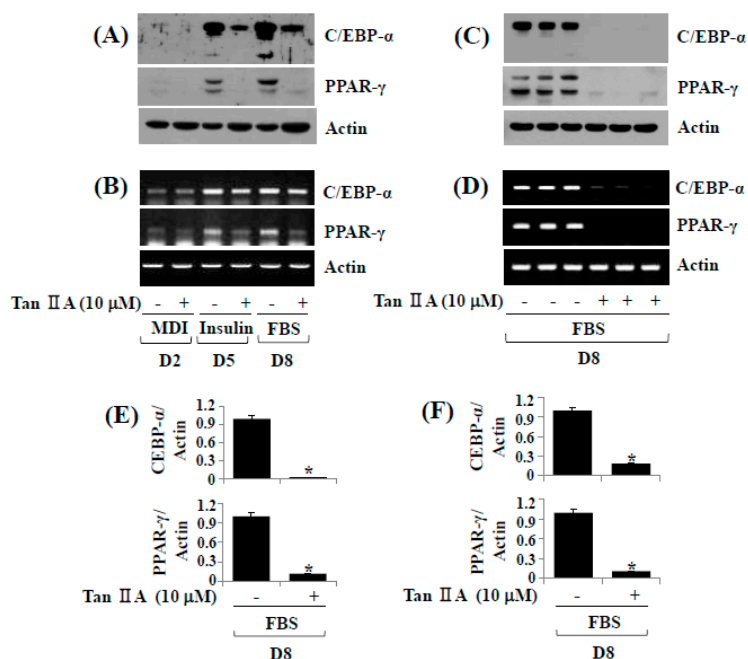 (A)
C/EBP-α
PPAR-γ
Actin
(B)
C/EBP-α
PPAR-γ
Actin
Tan ⅡA (10 μM) - + - + - +
MDI Insulin FBS
D2 D5 D8
(C)
C/EBP-α
PPAR-γ
Actin
(D)
C/EBP-α
PPAR-γ
Actin
Tan ⅡA (10 μM) - - - + + +
FBS
D8
(E)
CEBP-α/
Actin
1.2
0.9
0.6
0.3
0
*
PPAR-γ/
Actin
1.2
0.9
0.6
0.3
0
*
Tan ⅡA (10 μM) - +
FBS
D8
(F)
CEBP-α/
Actin
1.2
0.9
0.6
0.3
0
*
PPAR-γ/
Actin
1.2
0.9
0.6
0.3
0
*
Tan ⅡA (10 μM) - +
FBS
D8